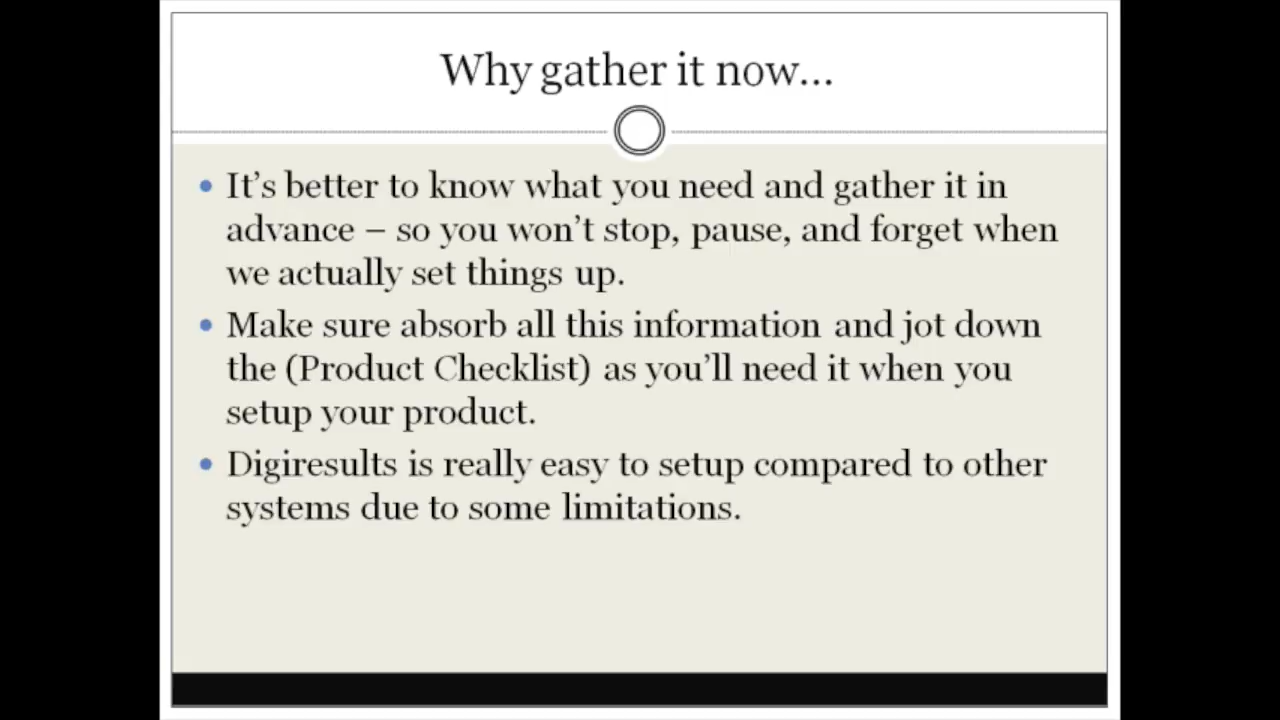 Why gather it now...
• It's better to know what you need and gather it in
advance – so you won't stop, pause, and forget when
we actually set things up.
• Make sure absorb all this information and jot down
the (Product Checklist) as you'll need it when you
setup your product.
• Digiresults is really easy to setup compared to other
systems due to some limitations.